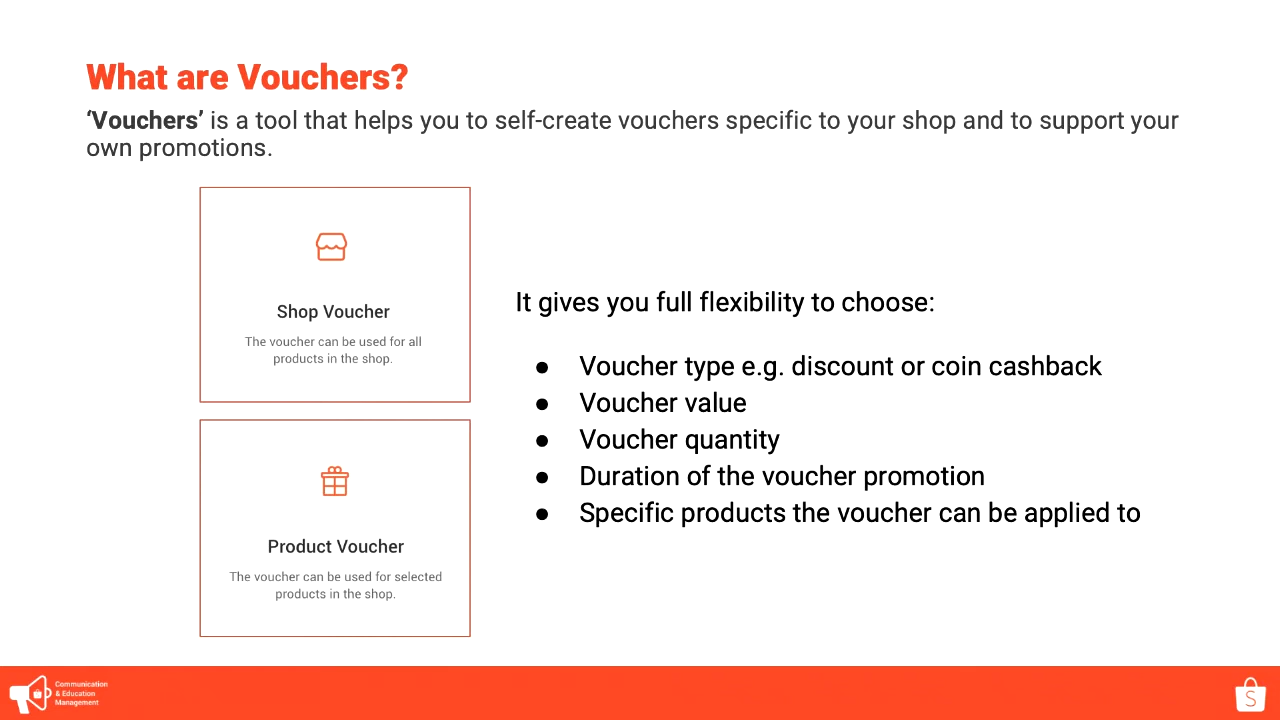 What are Vouchers?
‘Vouchers’ is a tool that helps you to self-create vouchers specific to your shop and to support your
own promotions.
Shop Voucher
The voucher can be used for all
products in the shop.
Product Voucher
The voucher can be used for selected
products in the shop.
It gives you full flexibility to choose:
● Voucher type e.g. discount or coin cashback
● Voucher value
● Voucher quantity
● Duration of the voucher promotion
● Specific products the voucher can be applied to
Communication
& Education
Management
S